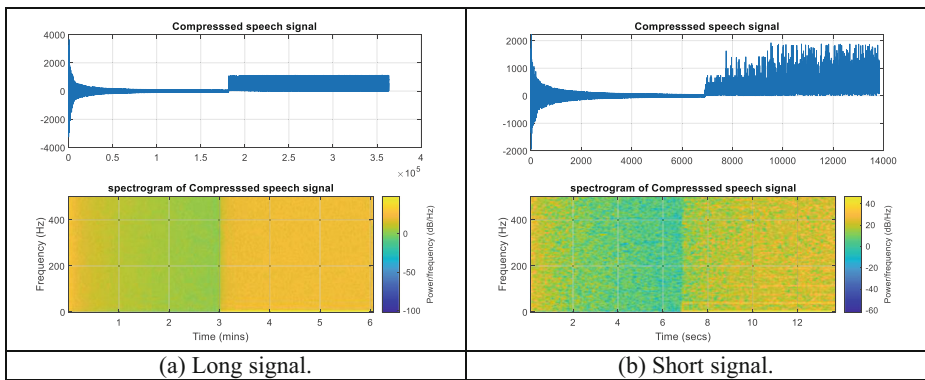 Compresssed speech signal
4000
2000
0
-2000
-4000
0 0.5 1 1.5 2 2.5 3 3.5 4
× 10^5
spectrogram of Compresssed speech signal
Frequency (Hz)
400
200
0
1 2 3 4 5 6
Time (mins)
0
-50
-100
Power/frequency (dB/Hz)
(a) Long signal.
Compresssed speech signal
2000
1000
0
-1000
-2000
0 2000 4000 6000 8000 10000 12000 14000
spectrogram of Compresssed speech signal
Frequency (Hz)
400
200
0
2 4 6 8 10 12
Time (secs)
40
20
0
-20
-40
-60
Power/frequency (dB/Hz)
(b) Short signal.